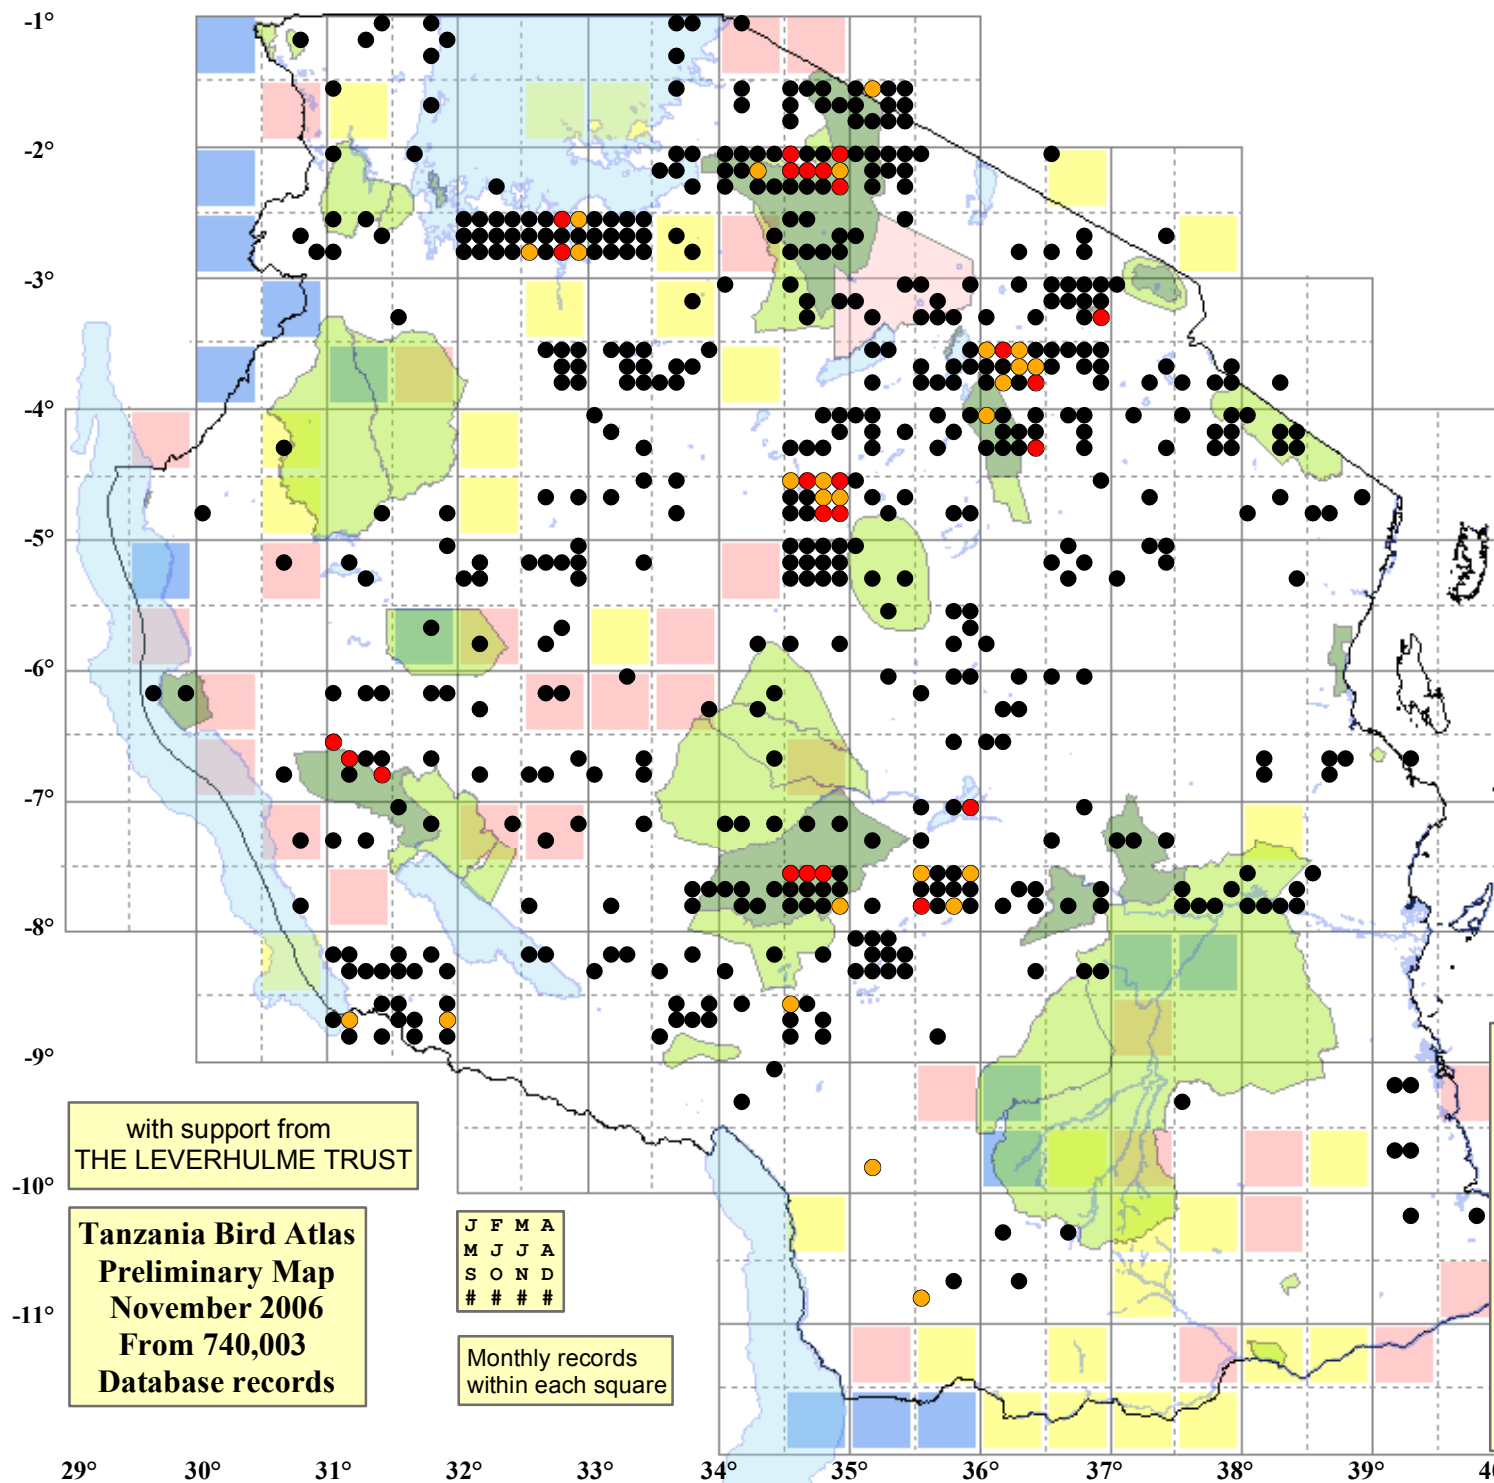 -1°
-2°
-3°
-4°
-5°
-6°
-7°
-8°
-9°
-10°
-11°
with support from
THE LEVERHULME TRUST
Tanzania Bird Atlas
Preliminary Map
November 2006
From 740,003
Database records
J F M A
M J J A
S O N D
# # # #
Monthly records
within each square
29° 30° 31° 32° 33° 34° 35° 36° 37° 38° 39°